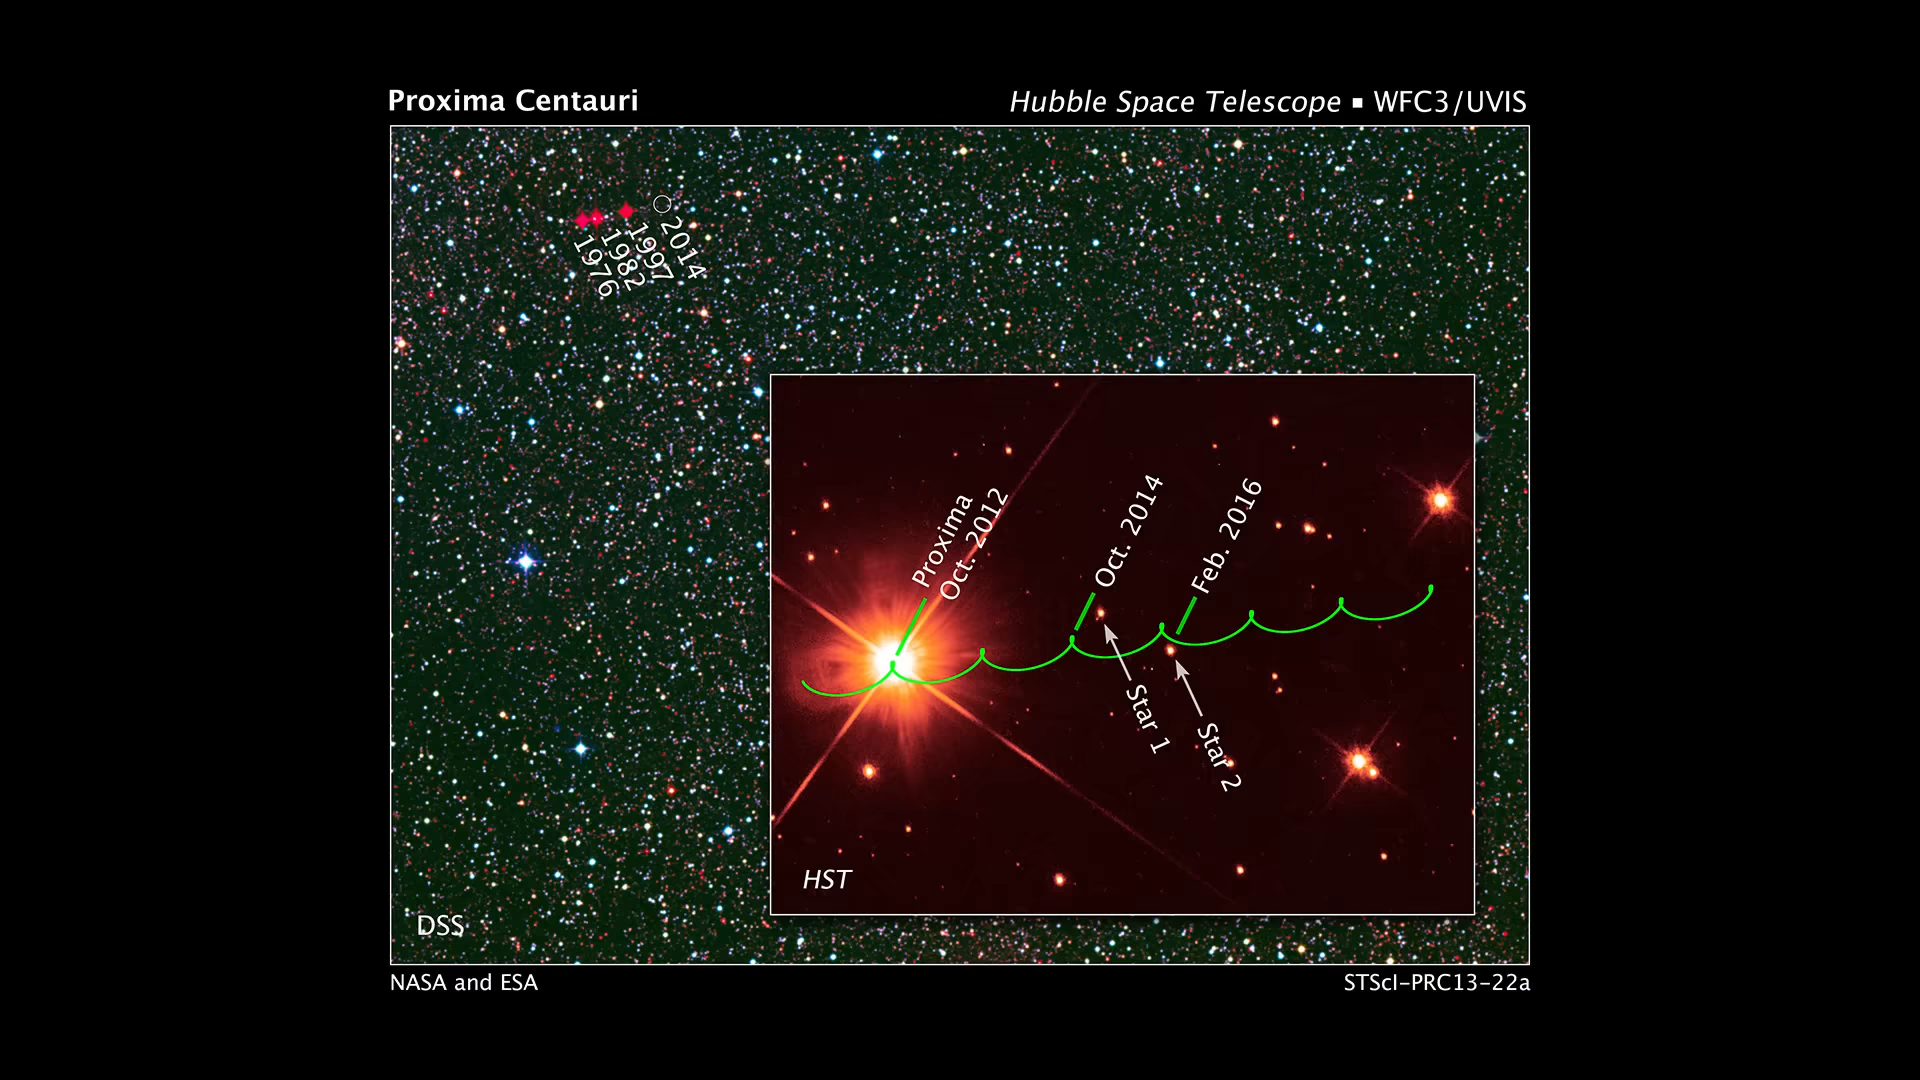 Proxima Centauri
Hubble Space Telescope ▪ WFC3/UVIS
1976
1982
1997
2014
Proxima
Oct. 2012
Oct. 2014
Feb. 2016
Star 1
Star 2
HST
DSS
NASA and ESA
STScI-PRC13-22a